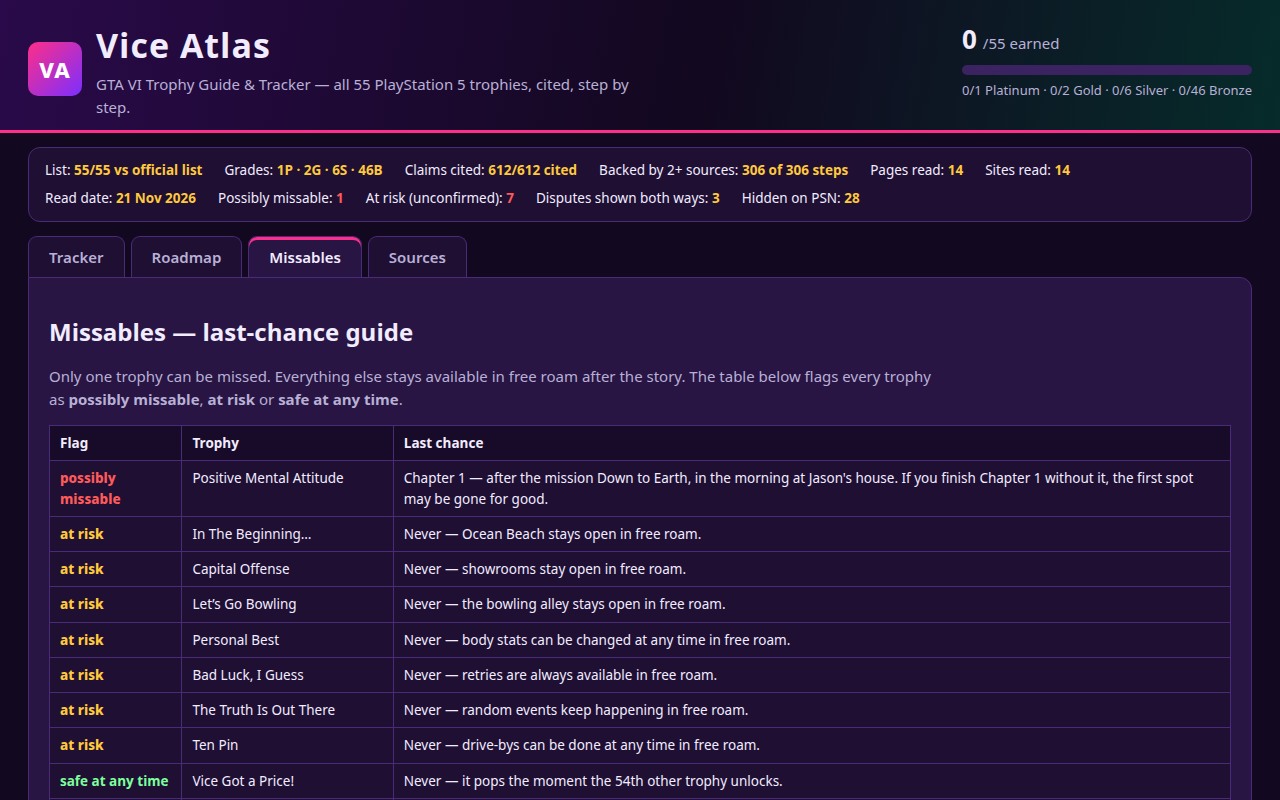 VA
Vice Atlas
GTA VI Trophy Guide & Tracker — all 55 PlayStation 5 trophies, cited, step by
step.
0 /55 earned
0/1 Platinum · 0/2 Gold · 0/6 Silver · 0/46 Bronze
List: 55/55 vs official list Grades: 1P · 2G · 6S · 46B Claims cited: 612/612 cited Backed by 2+ sources: 306 of 306 steps Pages read: 14 Sites read: 14
Read date: 21 Nov 2026 Possibly missable: 1 At risk (unconfirmed): 7 Disputes shown both ways: 3 Hidden on PSN: 28
Tracker Roadmap Missables Sources
Missables — last-chance guide
Only one trophy can be missed. Everything else stays available in free roam after the story. The table below flags every trophy
as possibly missable, at risk or safe at any time.
Flag Trophy Last chance
possibly missable Positive Mental Attitude Chapter 1 — after the mission Down to Earth, in the morning at Jason's house. If you finish Chapter 1 without it, the first spot
may be gone for good.
at risk In The Beginning... Never — Ocean Beach stays open in free roam.
at risk Capital Offense Never — showrooms stay open in free roam.
at risk Let's Go Bowling Never — the bowling alley stays open in free roam.
at risk Personal Best Never — body stats can be changed at any time in free roam.
at risk Bad Luck, I Guess Never — retries are always available in free roam.
at risk The Truth Is Out There Never — random events keep happening in free roam.
at risk Ten Pin Never — drive-bys can be done at any time in free roam.
safe at any time Vice Got a Price! Never — it pops the moment the 54th other trophy unlocks.